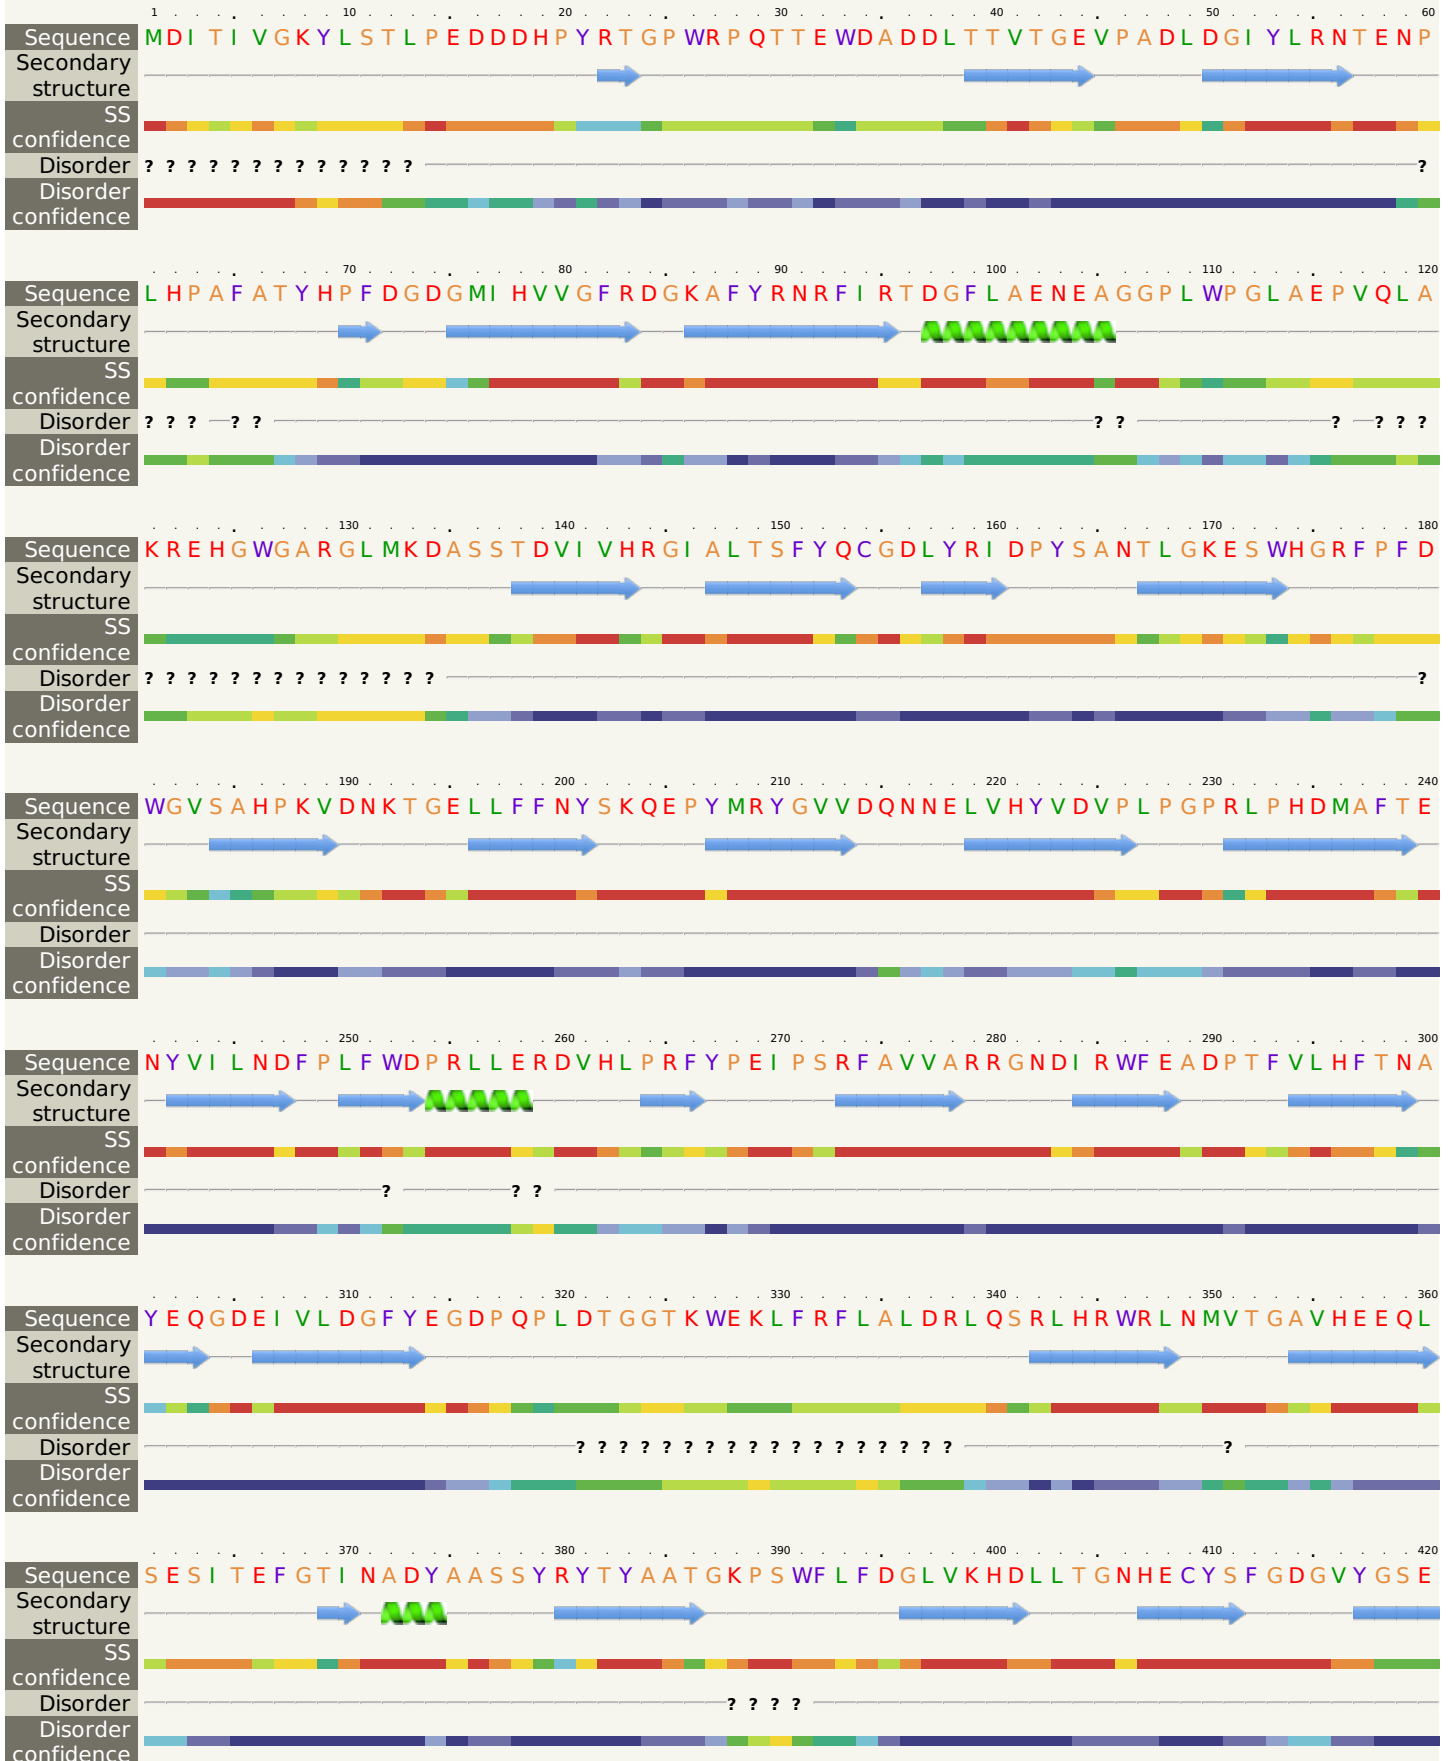 1 10 20 30 40 50 60
Sequence MDITIVGKYLSTLPEDDDHPYRTGPWRPQTTEWDADDLTTVTGEVPADLDGIYLRNTENP
Secondary
structure
SS
confidence
Disorder ? ? ? ? ? ? ? ? ? ? ? ? ? ?
Disorder
confidence
70 80 90 100 110 120
Sequence LHPAFATYHPFDGDGMIHVVGFRDGKAFYRNRFIRTDGFLAENEAGGPLWPGLAEPVQLA
Secondary
structure
SS
confidence
Disorder ? ? ? ? ? ? ? ? ? ? ?
Disorder
confidence
130 140 150 160 170 180
Sequence KREHGWGARGLMKDASSTDVIVHRGIALTSFYQCGDLYRIDPYSANTLGKESWHGRFPFD
Secondary
structure
SS
confidence
Disorder ? ? ? ? ? ? ? ? ? ? ? ? ? ? ?
Disorder
confidence
190 200 210 220 230 240
Sequence WGVSAHPKVDNKTGELLFFNYSKQEPYMRYGVVDQNNELVHYVDVPLPGPRLPHDMAFTE
Secondary
structure
SS
confidence
Disorder
Disorder
confidence
250 260 270 280 290 300
Sequence NYVILNDFPLFWDPRLLERDVHLPRFYPEIPSRFAVVARRGNDIRWFEADPTFVLHFTNA
Secondary
structure
SS
confidence
Disorder ? ? ?
Disorder
confidence
310 320 330 340 350 360
Sequence YEQGDEIVLDGFYEGDPQPLDTGGTKWEKLFRFLALDRLQSRLHRWRLNMVTGAVHEEQL
Secondary
structure
SS
confidence
Disorder ? ? ? ? ? ? ? ? ? ? ? ? ? ? ? ? ? ? ?
Disorder
confidence
370 380 390 400 410 420
Sequence SESITEFGTINADYAASSYRYTYAATGKPSWFLFDGLVKHDLLTGNHECYSFGDGVYGSE
Secondary
structure
SS
confidence
Disorder ? ? ? ?
Disorder
confidence